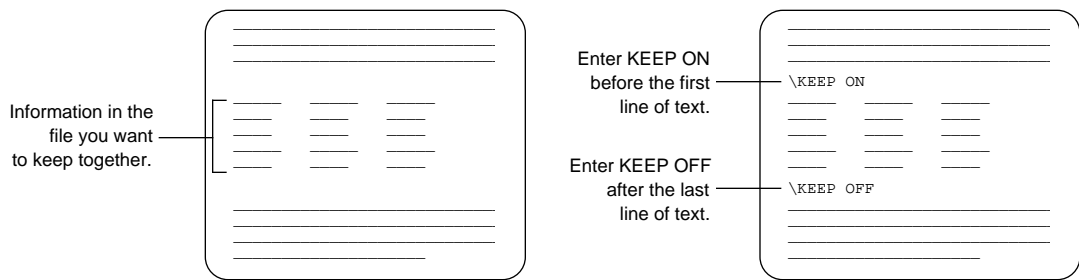 Information in the
file you want
to keep together.
Enter KEEP ON
before the first
line of text.
\KEEP ON
Enter KEEP OFF
after the last
line of text.
\KEEP OFF